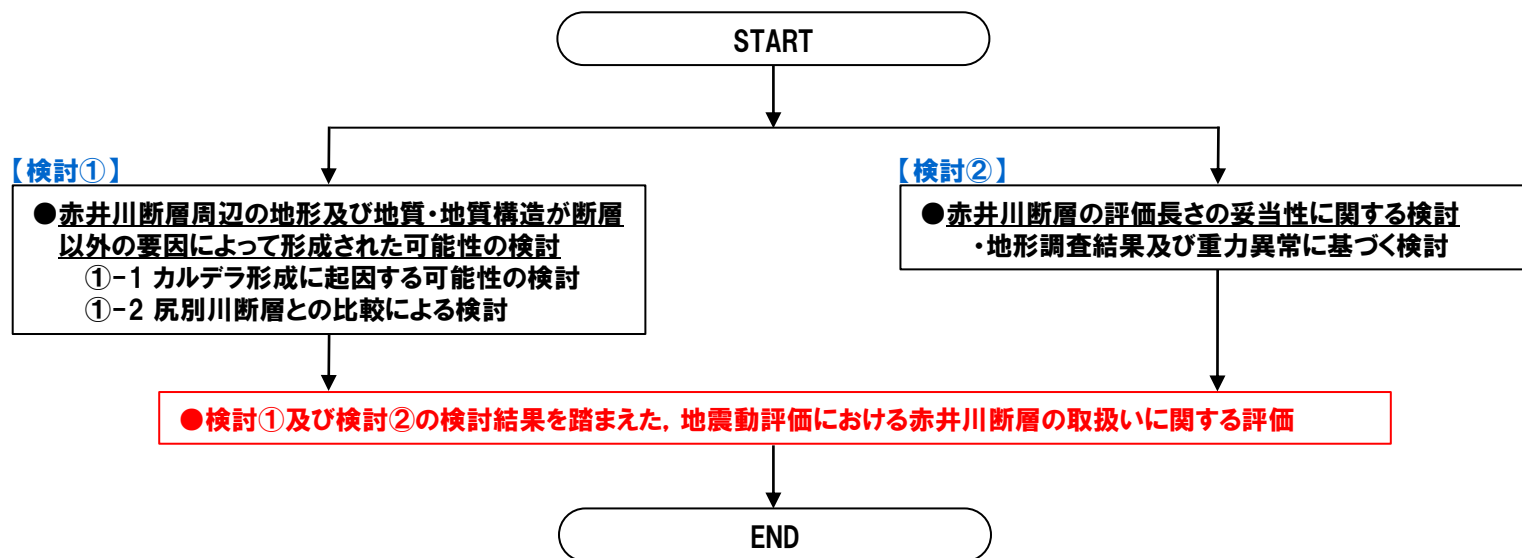 START
【検討①】
●赤井川断層周辺の地形及び地質・地質構造が断層
以外の要因によって形成された可能性の検討
①-1 カルデラ形成に起因する可能性の検討
①-2 尻別川断層との比較による検討
【検討②】
●赤井川断層の評価長さの妥当性に関する検討
・地形調査結果及び重力異常に基づく検討
●検討①及び検討②の検討結果を踏まえた，地震動評価における赤井川断層の取扱いに関する評価
END